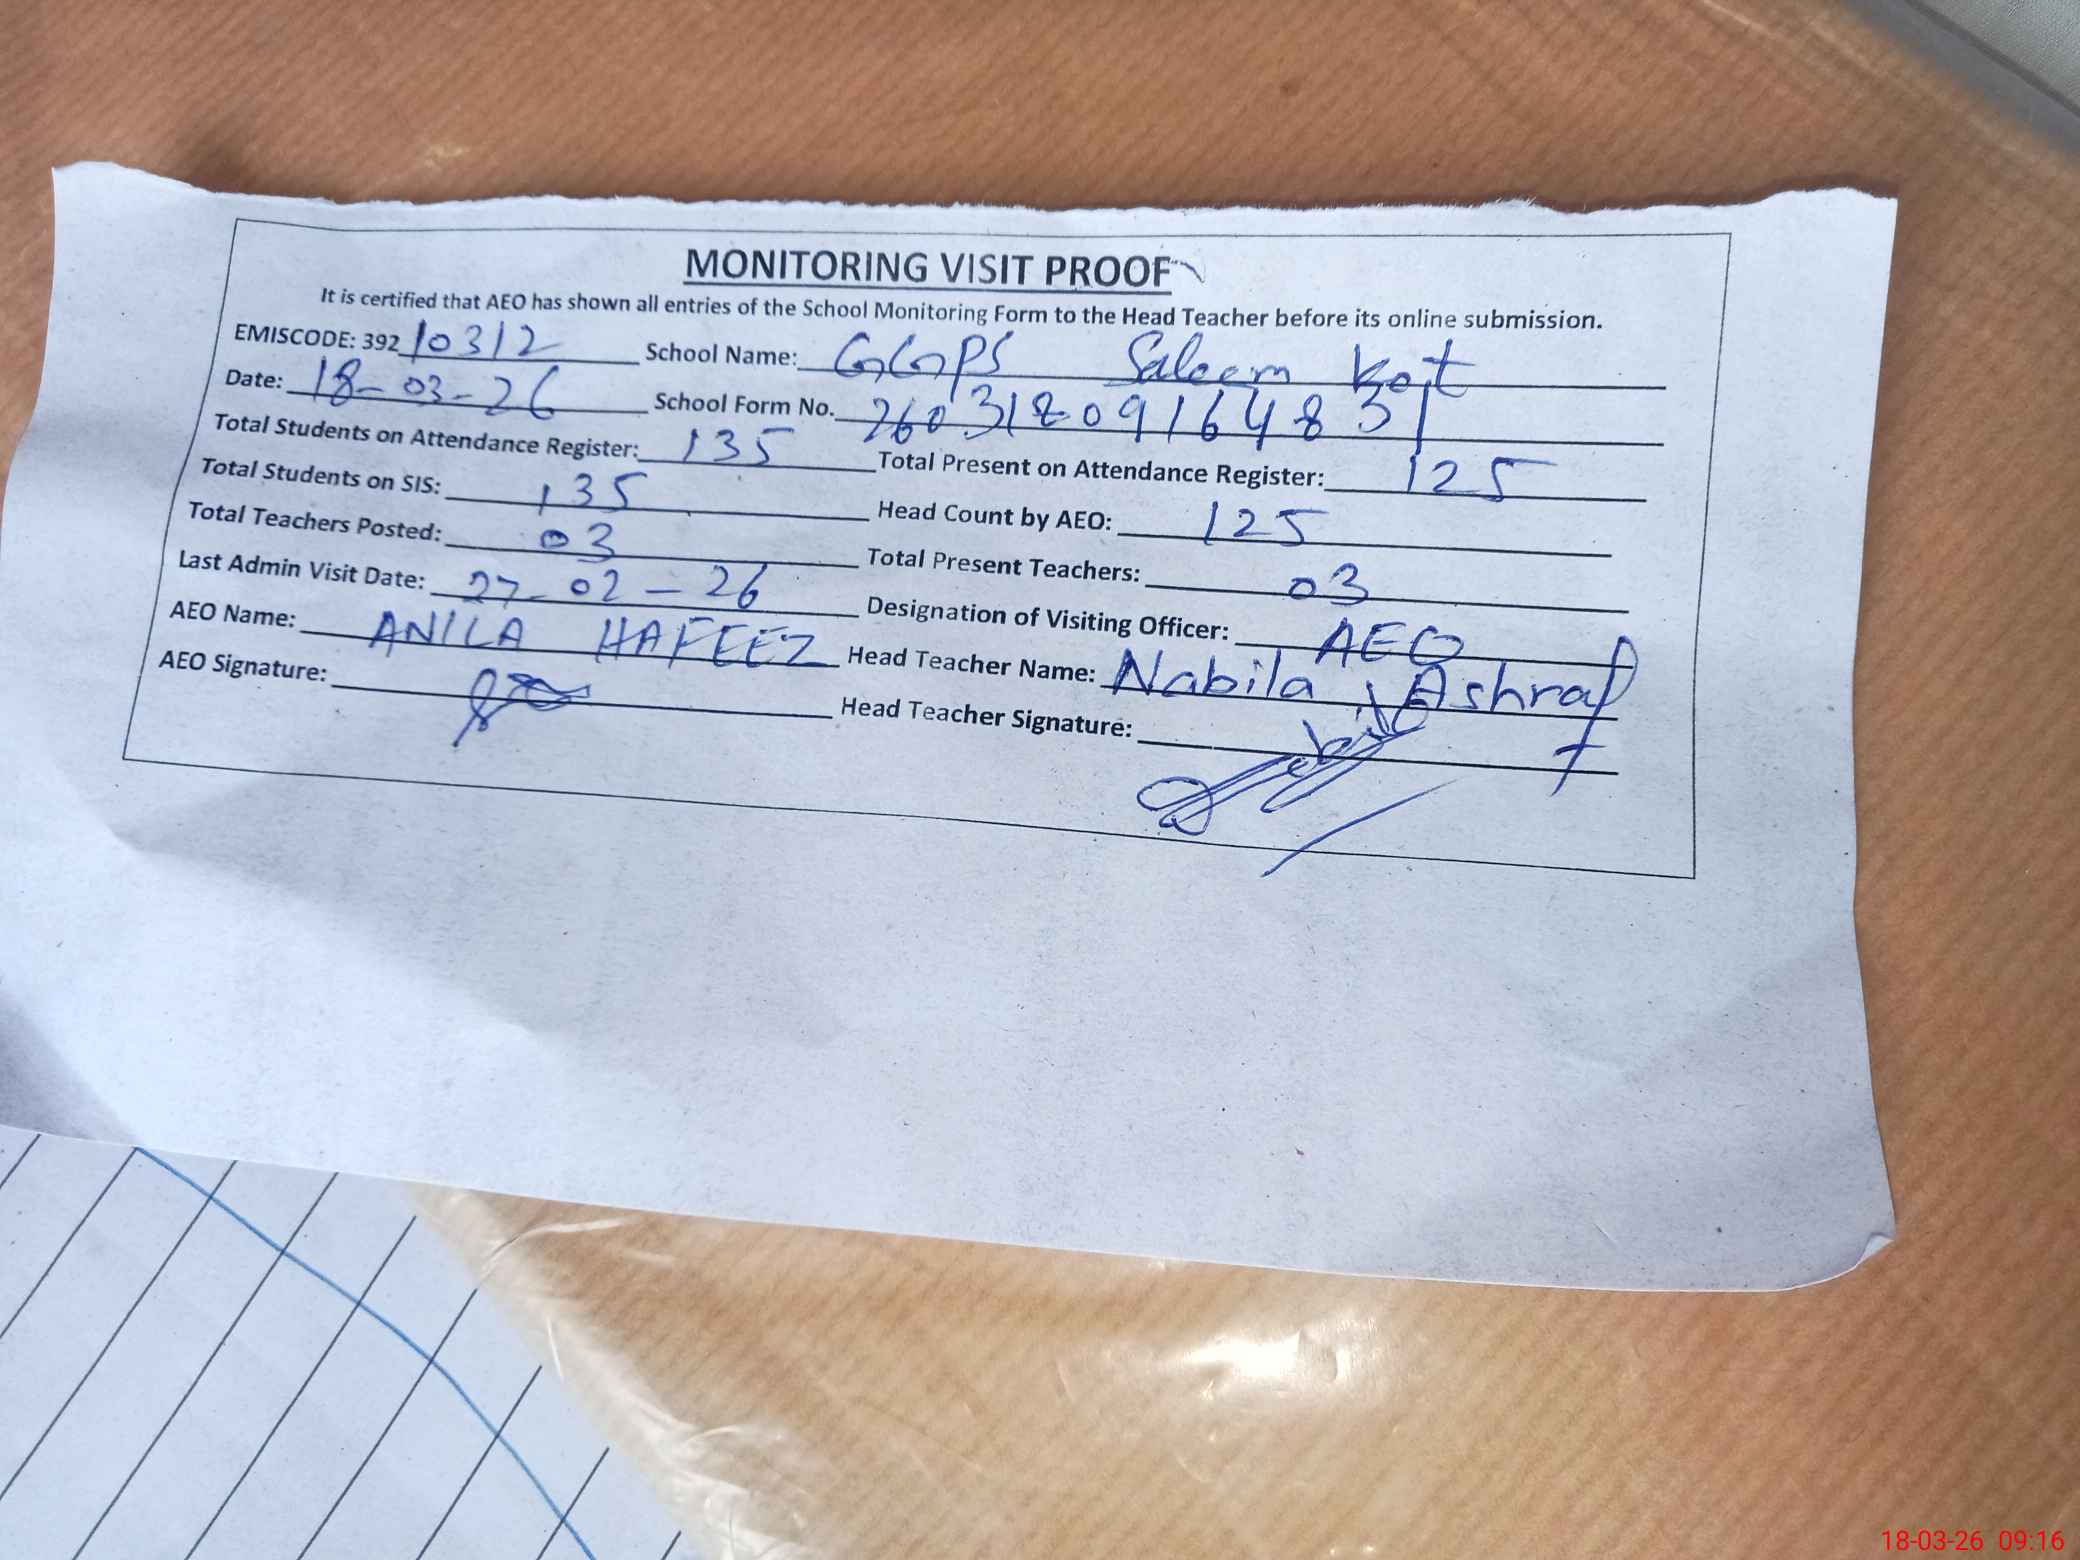 MONITORING VISIT PROOF
It is certified that AEO has shown all entries of the School Monitoring Form to the Head Teacher before its online submission.
EMISCODE: 392 10312 School Name: GGPS Saleem Kot
Date: 18-03-26 School Form No. 26031809164831
Total Students on Attendance Register: 135 Total Present on Attendance Register: 125
Total Students on SIS: 135 Head Count by AEO: 125
Total Teachers Posted: 03 Total Present Teachers: 03
Last Admin Visit Date: 27-02-26 Designation of Visiting Officer: AEO
AEO Name: ANILA HAFEEZ Head Teacher Name: Nabila Ashraf
AEO Signature: Head Teacher Signature:
18-03-26 09:16